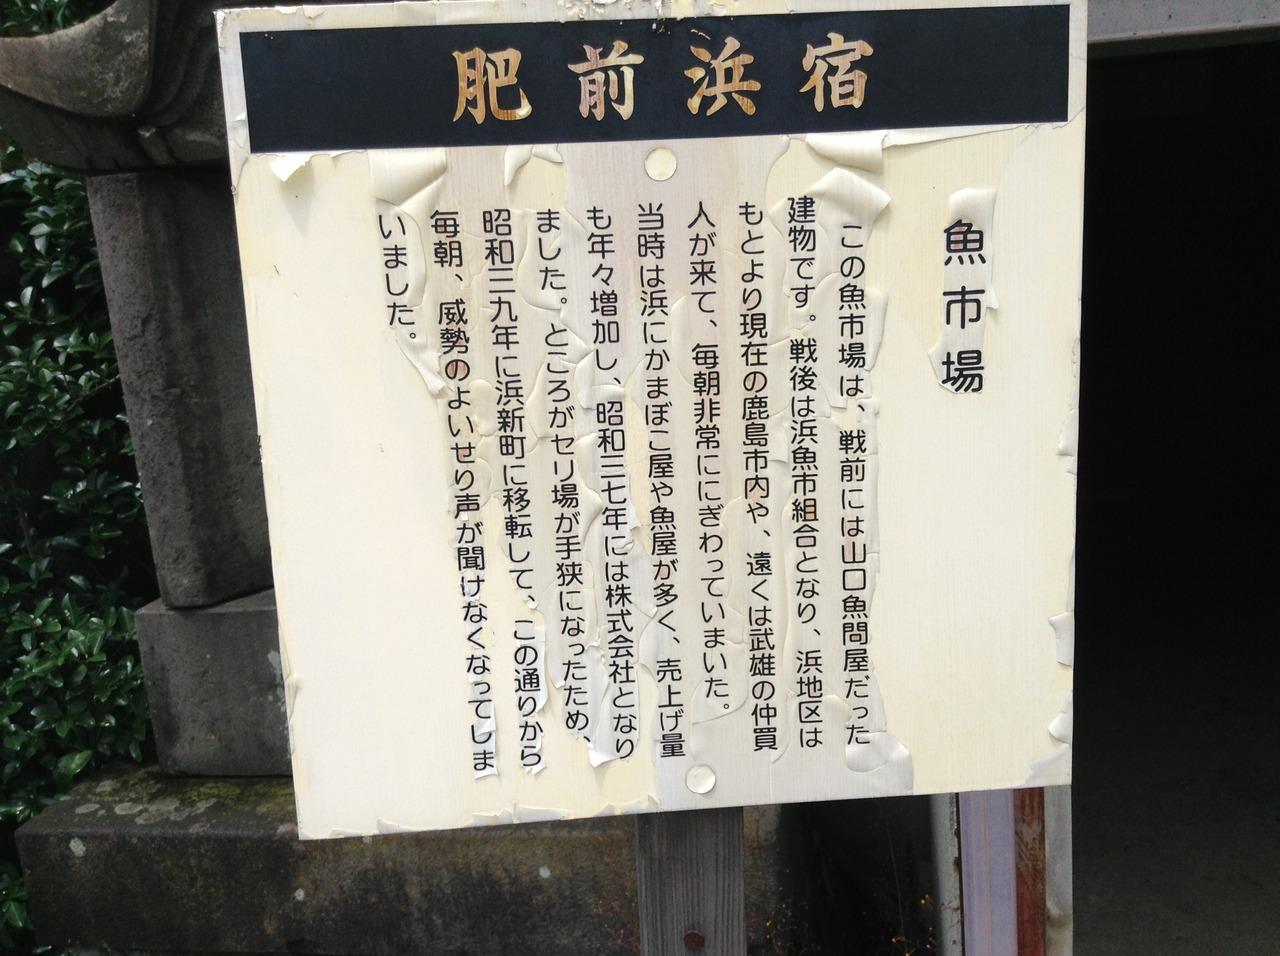 肥前浜宿
魚市場
この魚市場は、戦前には山口魚問屋だった
建物です。戦後は浜魚市組合となり、浜地区は
もとより現在の鹿島市内や、遠くは武雄の仲買
人が来て、毎朝非常ににぎわっていまいた。
当時は浜にかまぼこ屋や魚屋が多く、売上げ量
も年々増加し、昭和三七年には株式会社となり
ました。ところがセリ場が手狭になったため、
昭和三九年に浜新町に移転して、この通りから
毎朝、威勢のよいせり声が聞けなくなってしま
いました。